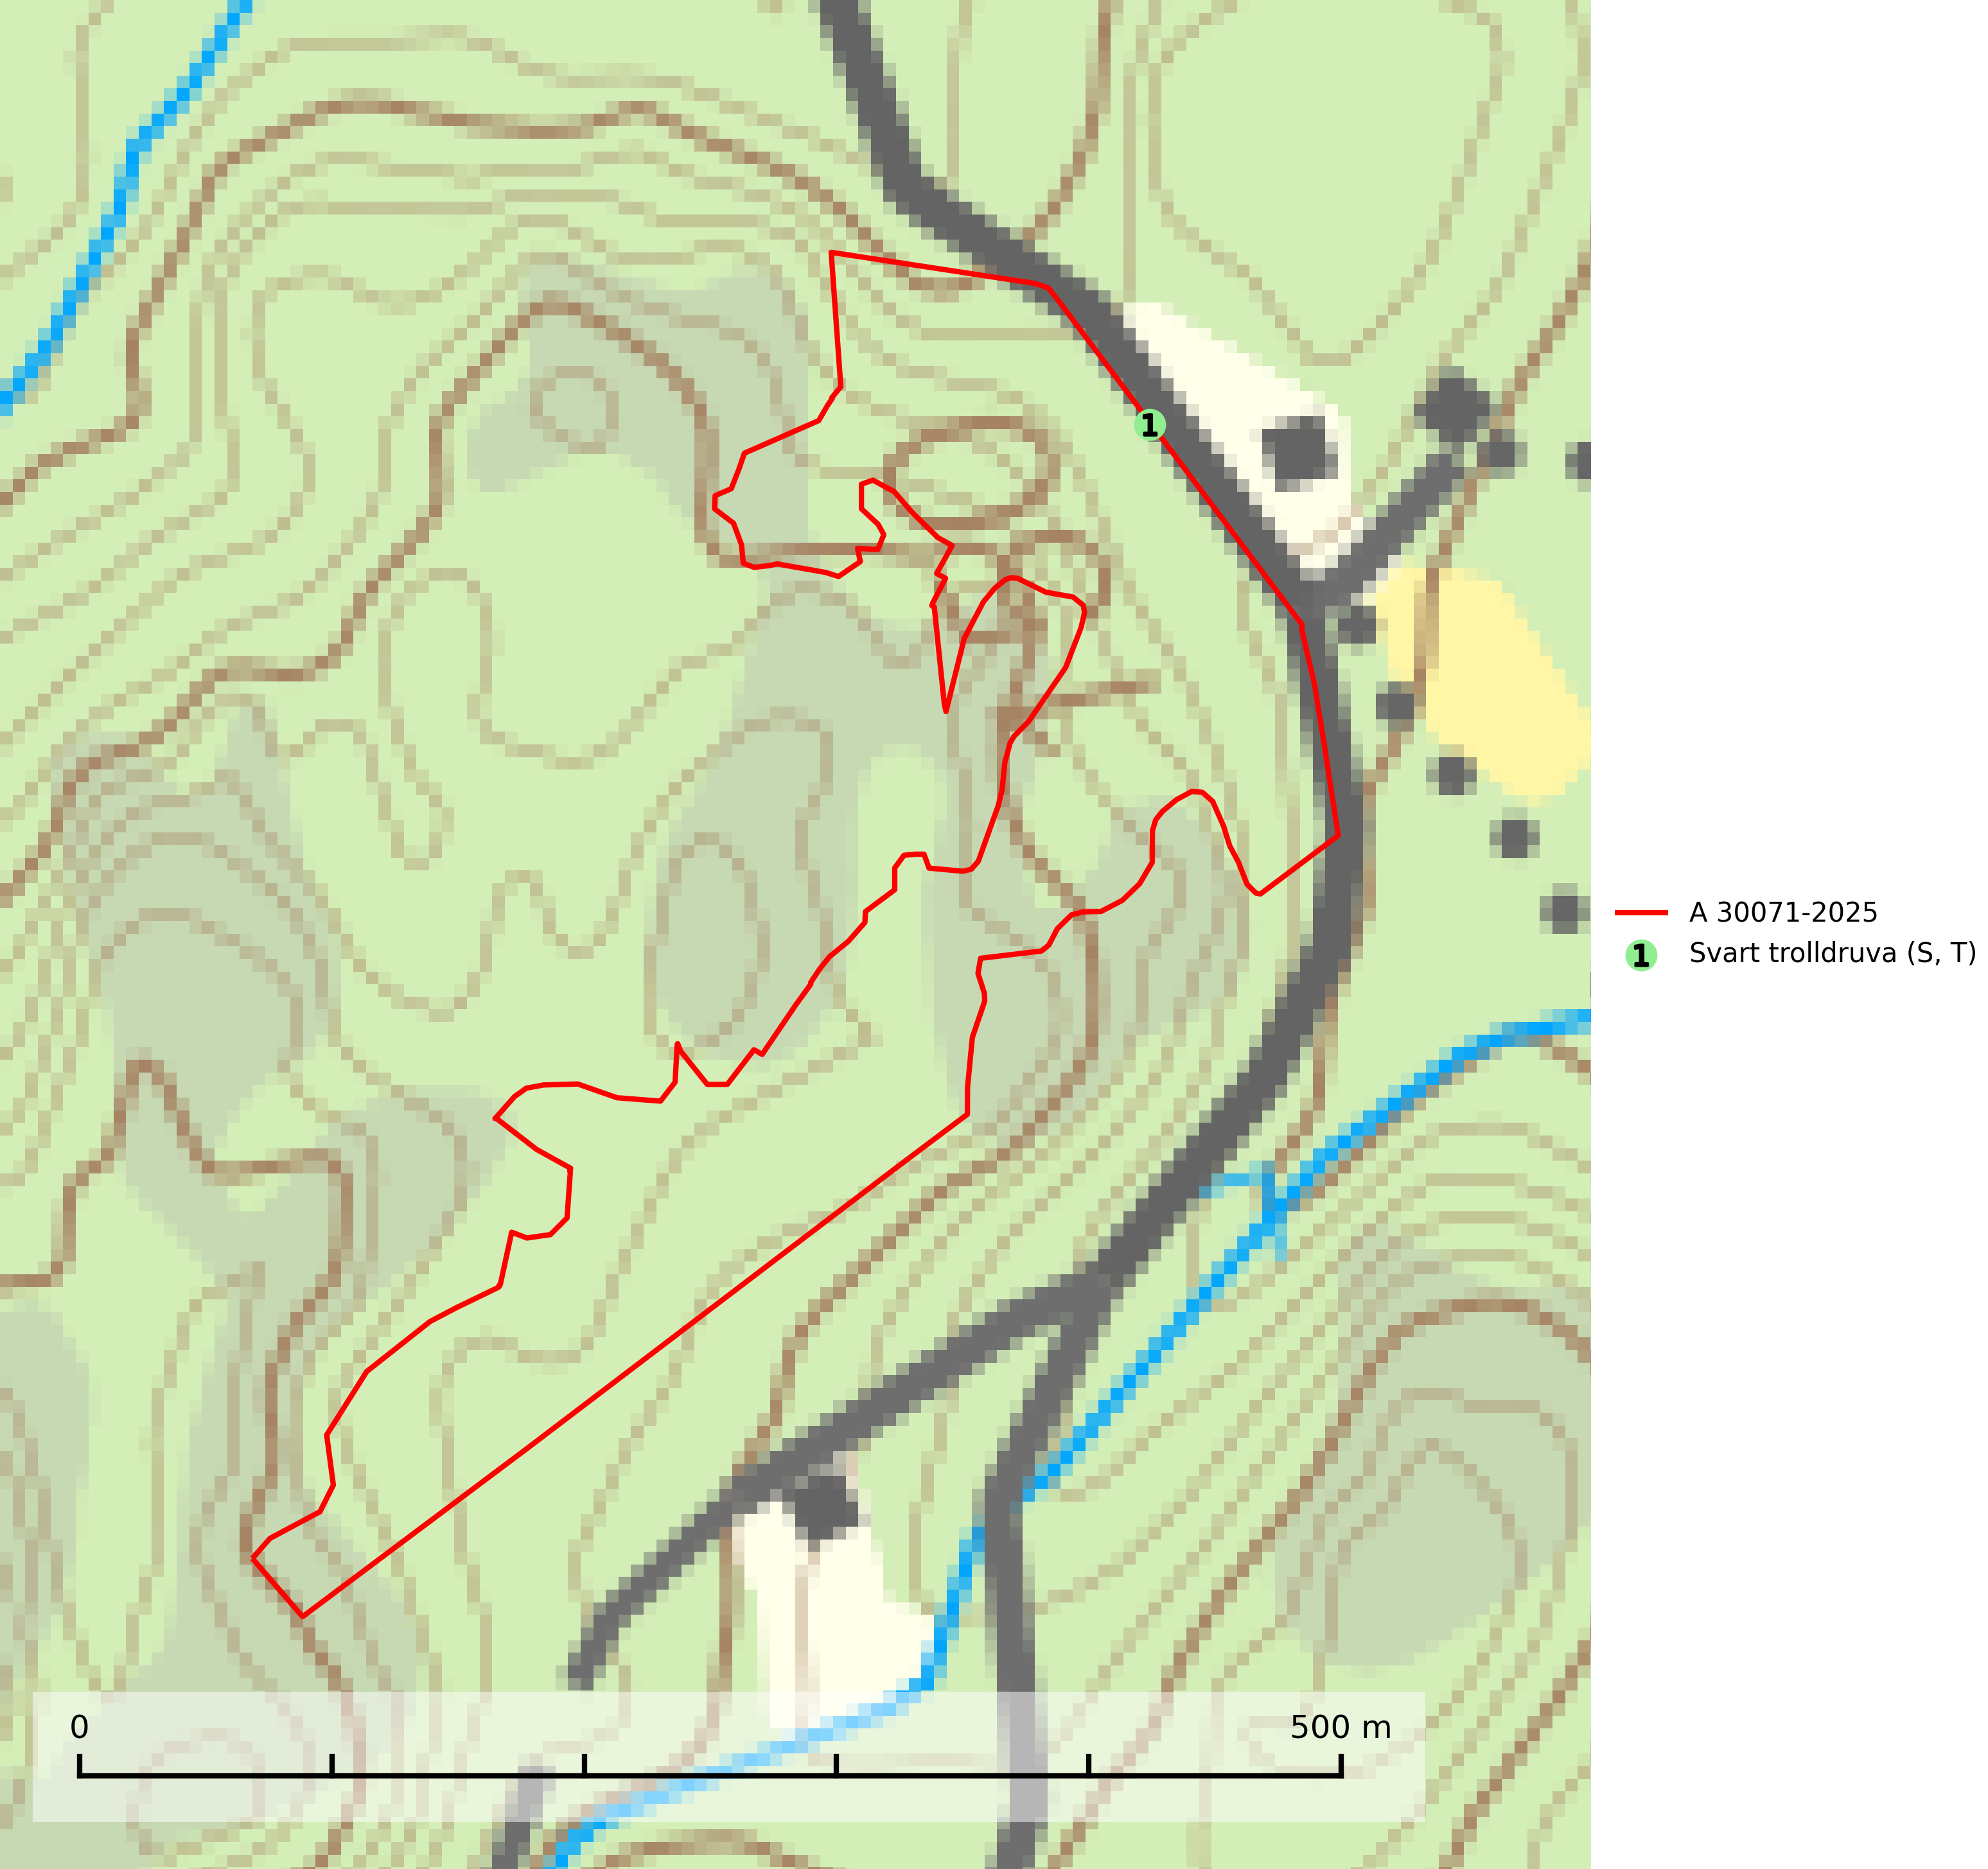 1
A 30071-2025
1 Svart trolldruva (S, T)
0 500 m